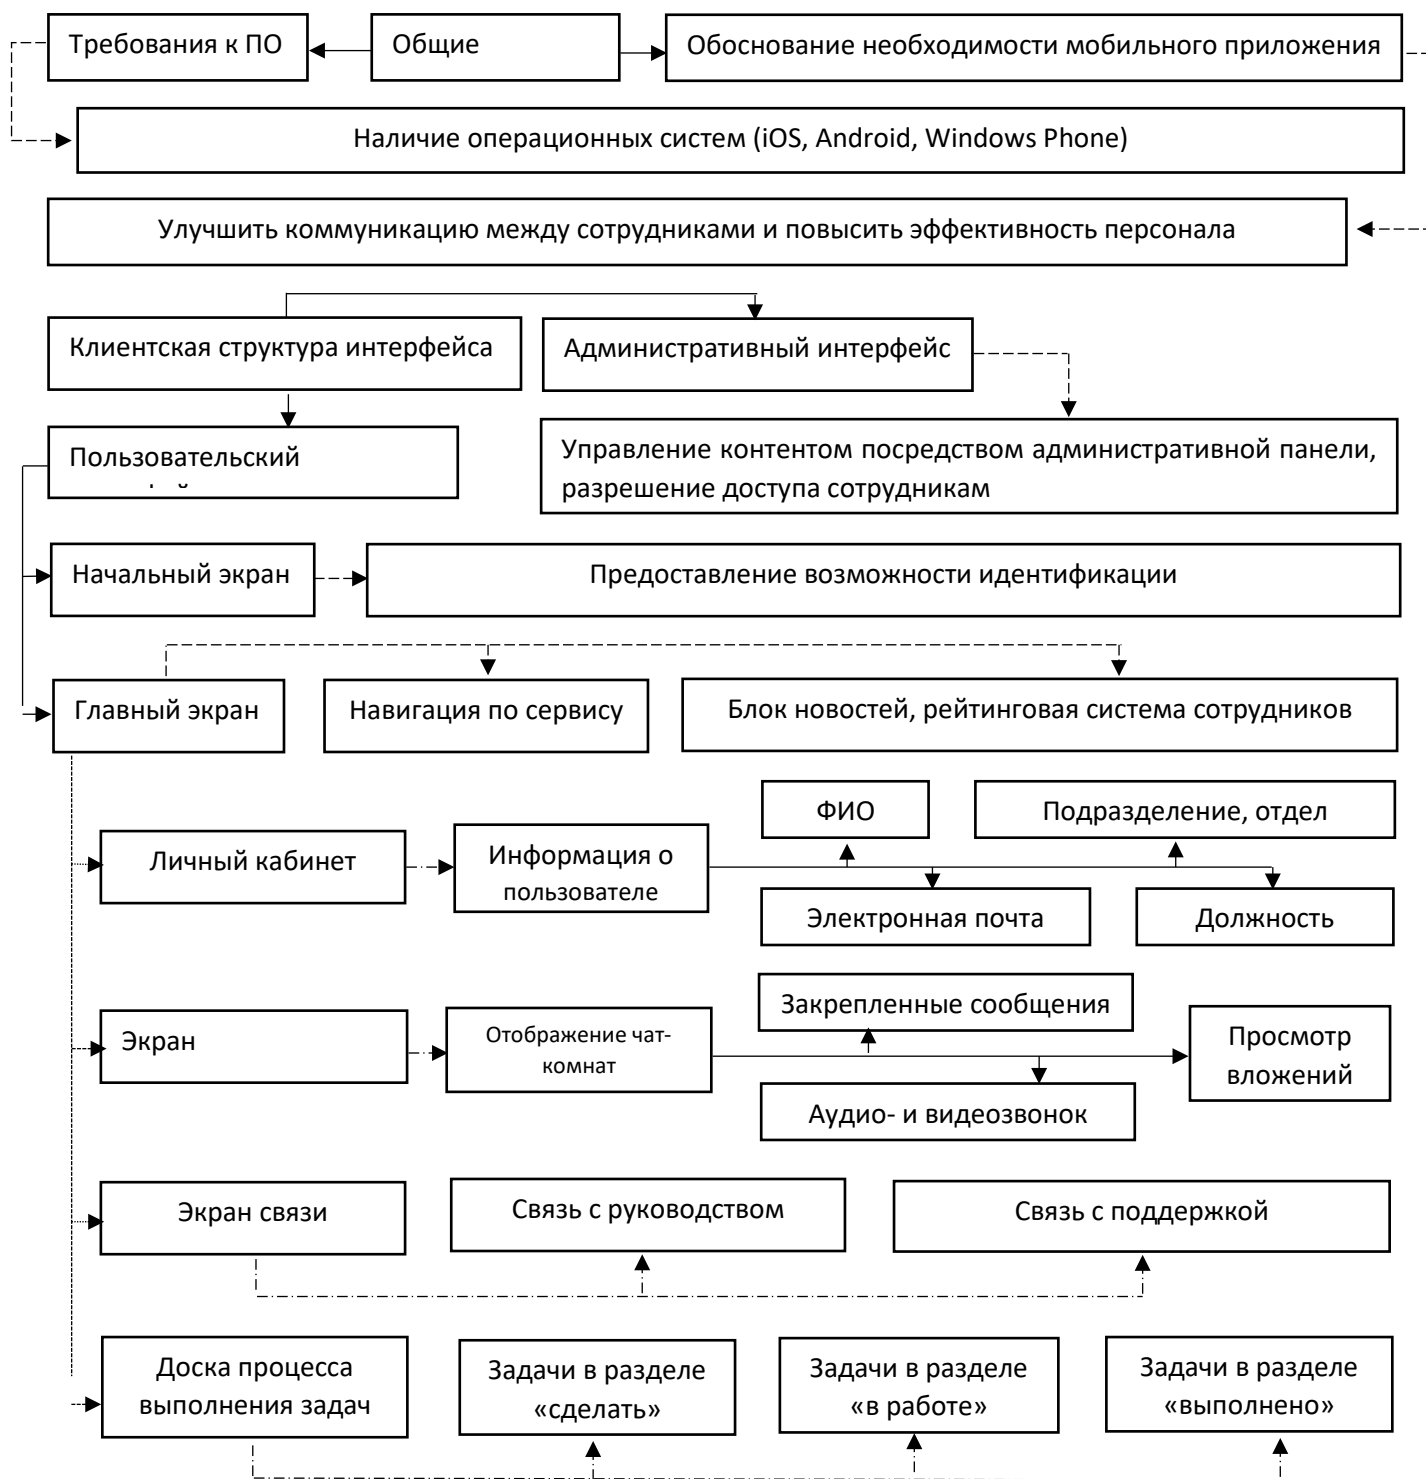 Требования к ПО
Общие
Обоснование необходимости мобильного приложения
Наличие операционных систем (iOS, Android, Windows Phone)
Улучшить коммуникацию между сотрудниками и повысить эффективность персонала
Клиентская структура интерфейса
Административный интерфейс
Пользовательский
Управление контентом посредством административной панели,
разрешение доступа сотрудникам
Начальный экран
Предоставление возможности идентификации
Главный экран
Навигация по сервису
Блок новостей, рейтинговая система сотрудников
ФИО
Подразделение, отдел
Личный кабинет
Информация о
пользователе
Электронная почта
Должность
Закрепленные сообщения
Экран
Отображение чат-
комнат
Просмотр
вложений
Аудио- и видеозвонок
Экран связи
Связь с руководством
Связь с поддержкой
Доска процесса
выполнения задач
Задачи в разделе
«сделать»
Задачи в разделе
«в работе»
Задачи в разделе
«выполнено»